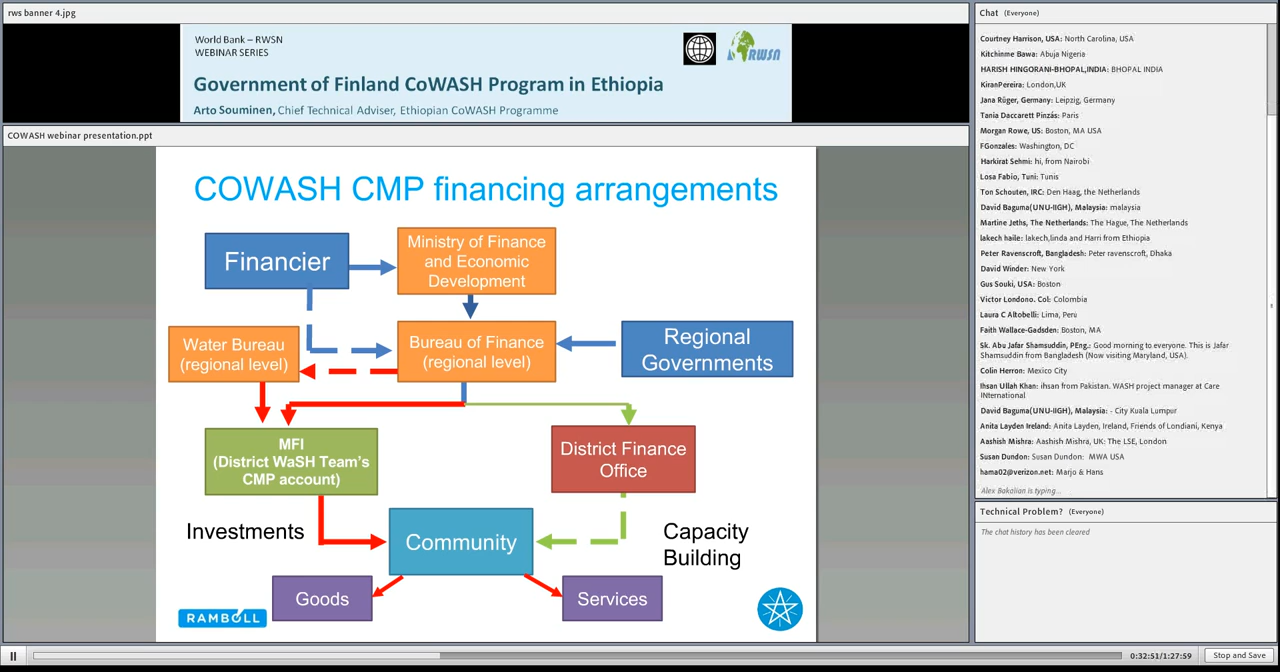 rws banner 4.jpg
World Bank – RWSN
WEBINAR SERIES
RWSN
Government of Finland CoWASH Program in Ethiopia
Arto Souminen, Chief Technical Adviser, Ethiopian CoWASH Programme
COWASH webinar presentation.ppt
COWASH CMP financing arrangements
Financier
Ministry of Finance
and Economic
Development
Water Bureau
(regional level)
Bureau of Finance
(regional level)
Regional
Governments
MFI
(District WaSH Team's
CMP account)
District Finance
Office
Investments
Community
Capacity
Building
Goods
Services
RAMBOLL
Chat (Everyone)
Courtney Harrison, USA: North Carolina, USA
Kitchinme Bawa: Abuja Nigeria
HARISH HINGORANI-BHOPAL,INDIA: BHOPAL INDIA
KiranPereira: London,UK
Jana Rüger, Germany: Leipzig, Germany
Tania Daccarett Pinzás: Paris
Morgan Rowe, US: Boston, MA USA
FGonzales: Washington, DC
Harkirat Sehmi: hi, from Nairobi
Losa Fabio, Tuni: Tunis
Ton Schouten, IRC: Den Haag, the Netherlands
David Baguma(UNU-IIGH), Malaysia: malaysia
Martine Jeths, The Netherlands: The Hague, The Netherlands
lakech haile: lakech,linda and Harri from Ethiopia
Peter Ravenscroft, Bangladesh: Peter ravenscroft, Dhaka
David Winder: New York
Gus Souki, USA: Boston
Victor Londono. Col: Colombia
Laura C Altobelli: Lima, Peru
Faith Wallace-Gadsden: Boston, MA
Sk. Abu Jafar Shamsuddin, PEng.: Good morning to everyone. This is Jafar
Shamsuddin from Bangladesh (Now visiting Maryland, USA).
Colin Herron: Mexico City
Ihsan Ullah Khan: ihsan from Pakistan. WASH project manager at Care
INternational
David Baguma(UNU-IIGH), Malaysia: - City Kuala Lumpur
Anita Layden Ireland: Anita Layden, Ireland, Friends of Londiani, Kenya
Aashish Mishra: Aashish Mishra, UK: The LSE, London
Susan Dundon: Susan Dundon: MWA USA
hama02@verizon.net: Marjo & Hans
Alex Bakalian is typing...
Technical Problem? (Everyone)
The chat history has been cleared
0:32:51/1:27:59
Stop and Save